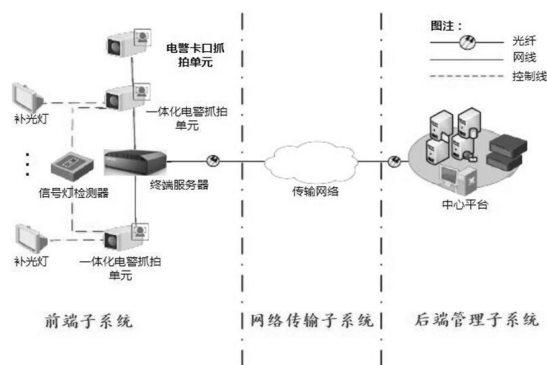 电警卡口抓
拍单元
图注：
光纤
网线
控制线
补光灯
一体化电警抓拍
单元
信号灯检测器
终端服务器
传输网络
中心平台
补光灯
一体化电警抓拍
单元
前端子系统
网络传输子系统
后端管理子系统